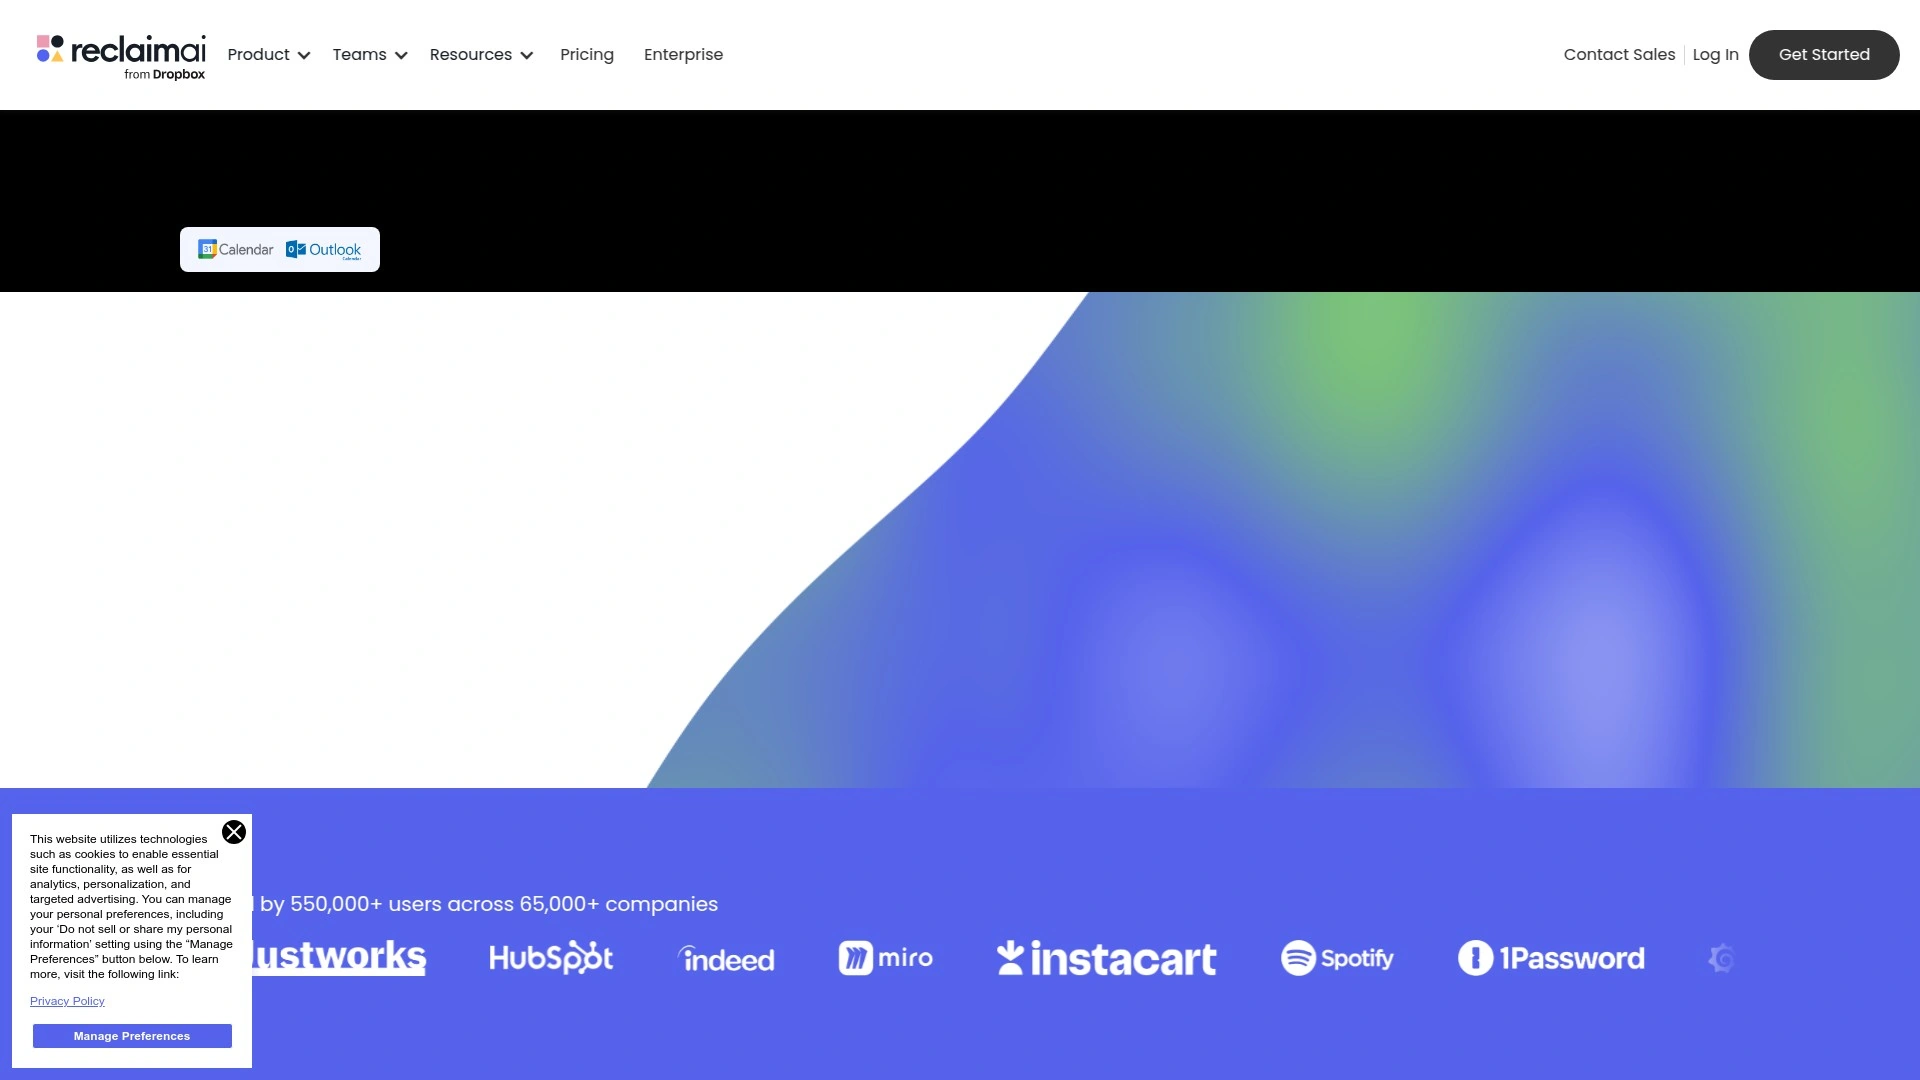 reclaimai
from Dropbox
Product
Teams
Resources
Pricing
Enterprise
Contact Sales
Log In
Get Started
31 Calendar
Outlook
Calendar
by 550,000+ users across 65,000+ companies
HubSpot
indeed
miro
instacart
Spotify
1Password
This website utilizes technologies
such as cookies to enable essential
site functionality, as well as for
analytics, personalization, and
targeted advertising. You can manage
your personal preferences, including
your ‘Do not sell or share my personal
information’ setting using the “Manage
Preferences” button below. To learn
more, visit the following link:
Privacy Policy
Manage Preferences